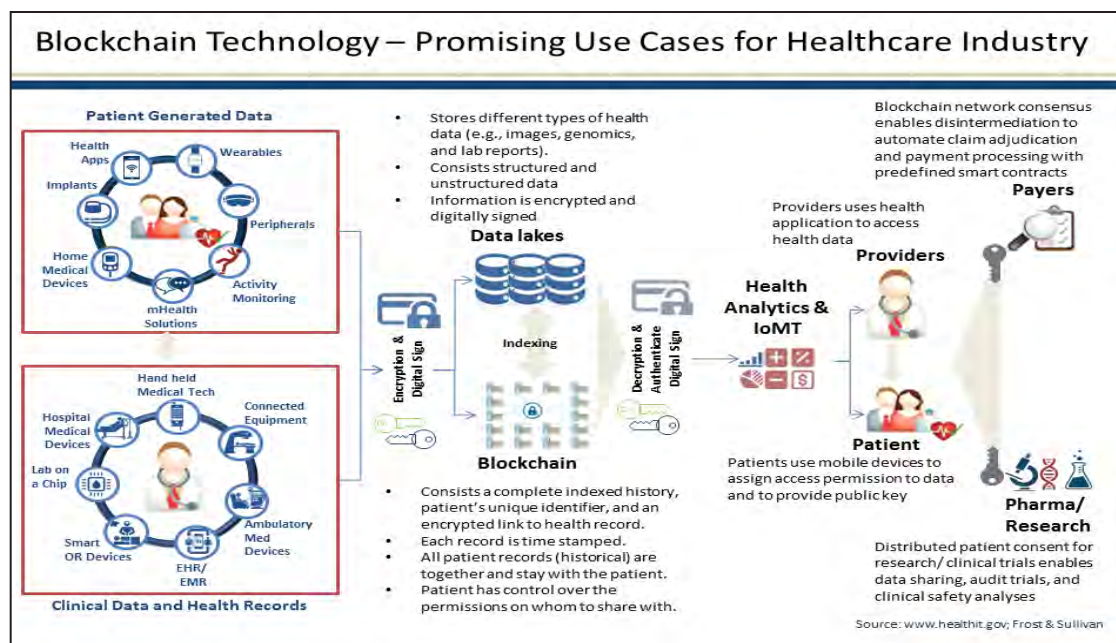 Blockchain Technology – Promising Use Cases for Healthcare Industry
Patient Generated Data
Health
Apps
Wearables
Implants
Peripherals
Home
Medical
Devices
Activity
Monitoring
mHealth
Solutions
Hand held
Medical Tech
Hospital
Medical
Devices
Connected
Equipment
Lab on
a Chip
Ambulatory
Med
Devices
Smart
OR Devices
EHR/
EMR
Clinical Data and Health Records
Encryption &
Digital Sign
• Stores different types of health
data (e.g., images, genomics,
and lab reports).
• Consists structured and
unstructured data
• Information is encrypted and
digitally signed
Data lakes
Indexing
Blockchain
• Consists a complete indexed history,
patient's unique identifier, and an
encrypted link to health record.
• Each record is time stamped.
• All patient records (historical) are
together and stay with the patient.
• Patient has control over the
permissions on whom to share with.
Decryption &
Authenticate
Digital Sign
Health
Analytics &
IoMT
Providers uses health
application to access
health data
Providers
Patient
Patients use mobile devices to
assign access permission to data
and to provide public key
Blockchain network consensus
enables disintermediation to
automate claim adjudication
and payment processing with
predefined smart contracts
Payers
Pharma/
Research
Distributed patient consent for
research/ clinical trials enables
data sharing, audit trials, and
clinical safety analyses
Source: www.healthit.gov; Frost & Sullivan